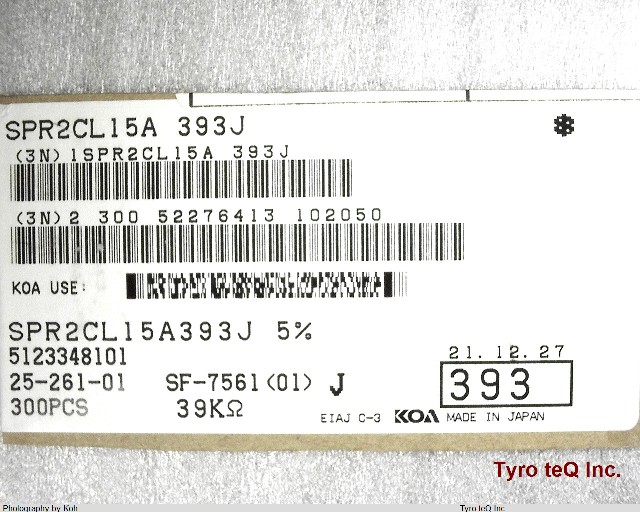 SPR2CL15A 393J
(3N) 1SPR2CL15A 393J
(3N) 2 300 52276413 102050
KOA USE:
SPR2CL15A393J 5%
5123348101
21. 12. 27
25-261-01 SF-7561(01) J
393
300PCS 39KΩ
EIAJ C-3 KOA MADE IN JAPAN
Tyro teQ Inc.
Photography by Koh Tyro teQ Inc